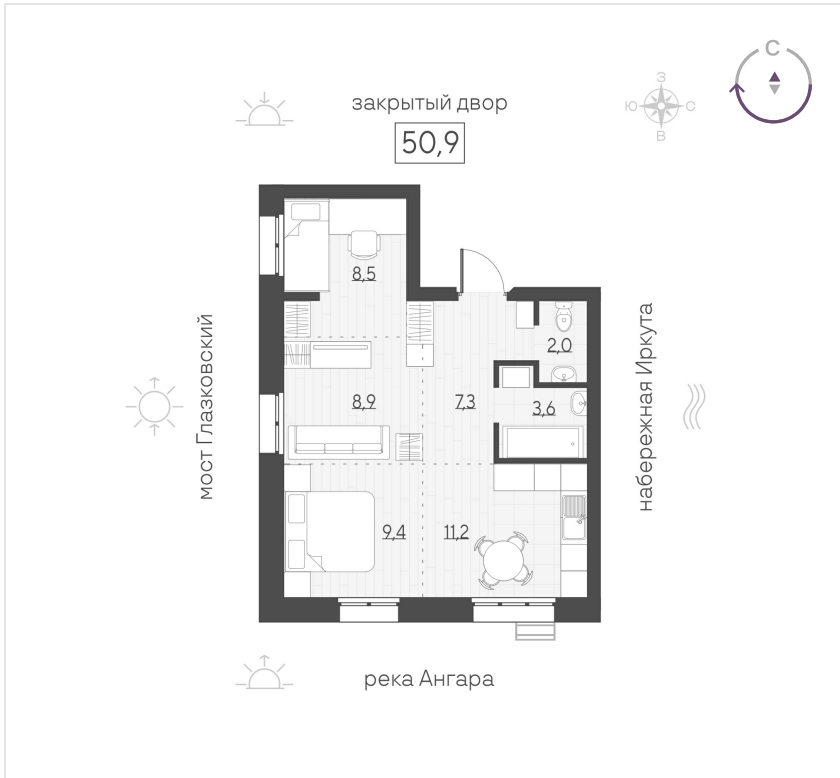 С
закрытый двор
50,9
З
Ю
С
В
8,5
2,0
мост Глазковский
8,9
7,3
3,6
набережная Иркута
9,4
11,2
река Ангара